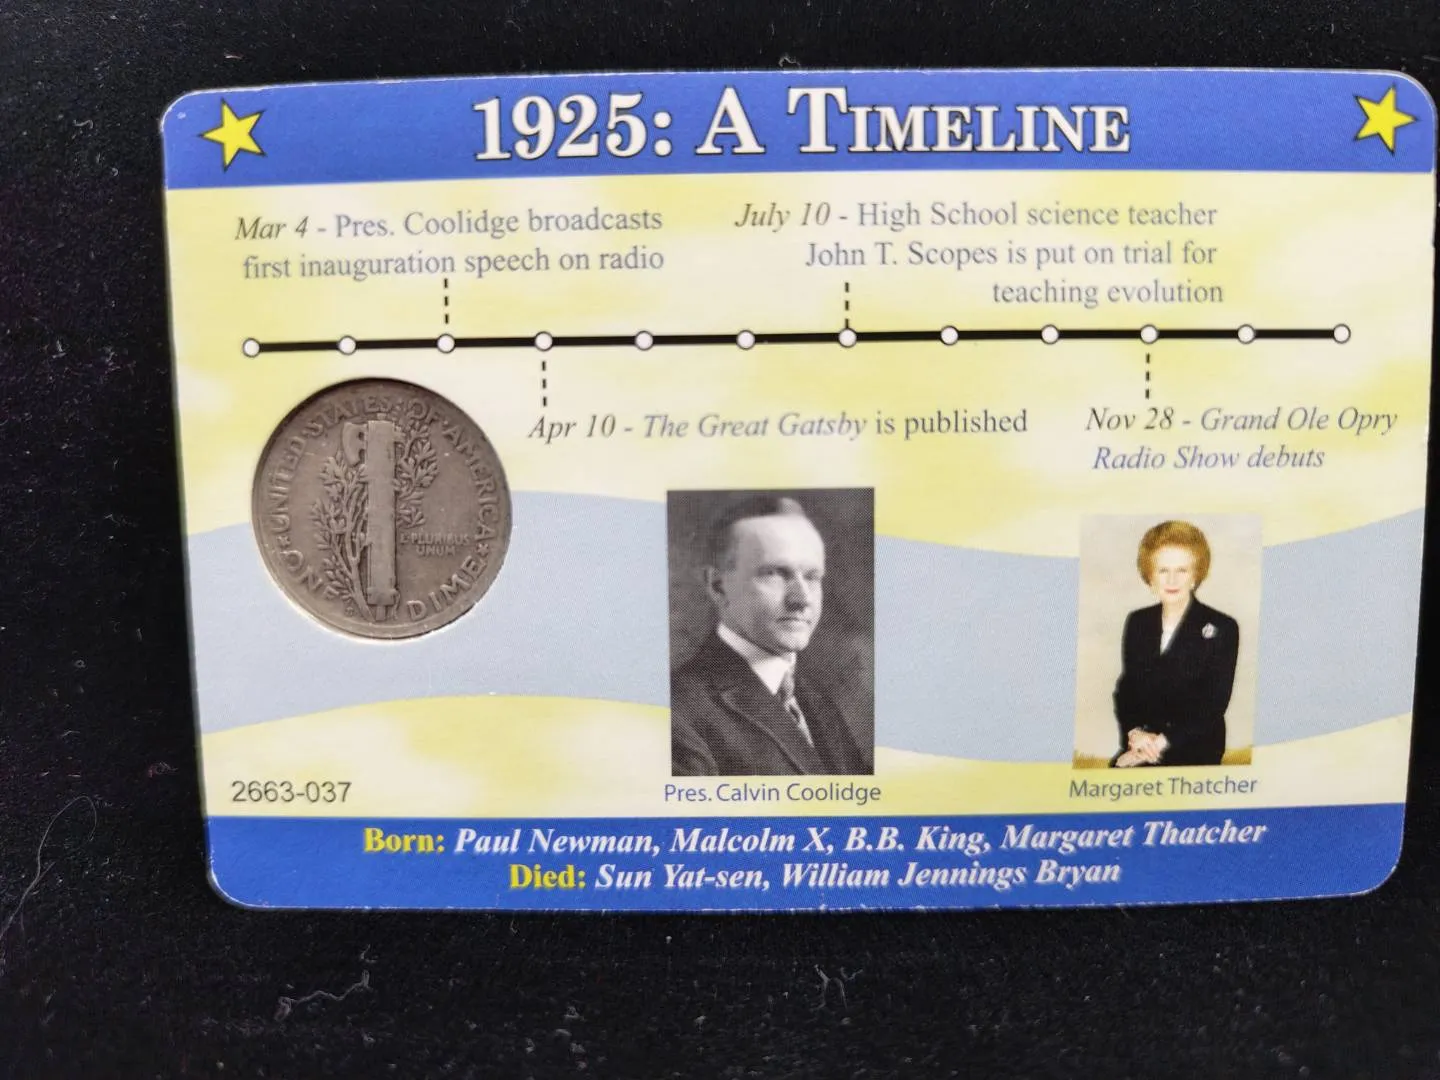 1925: A TIMELINE
Mar 4 - Pres. Coolidge broadcasts
first inauguration speech on radio
July 10 - High School science teacher
John T. Scopes is put on trial for
teaching evolution
Apr 10 - The Great Gatsby is published
Nov 28 - Grand Ole Opry
Radio Show debuts
UNITED·STATES·OF·AMERICA
E·PLURIBUS
UNUM
ONE DIME
Pres. Calvin Coolidge
Margaret Thatcher
2663-037
Born: Paul Newman, Malcolm X, B.B. King, Margaret Thatcher
Died: Sun Yat-sen, William Jennings Bryan